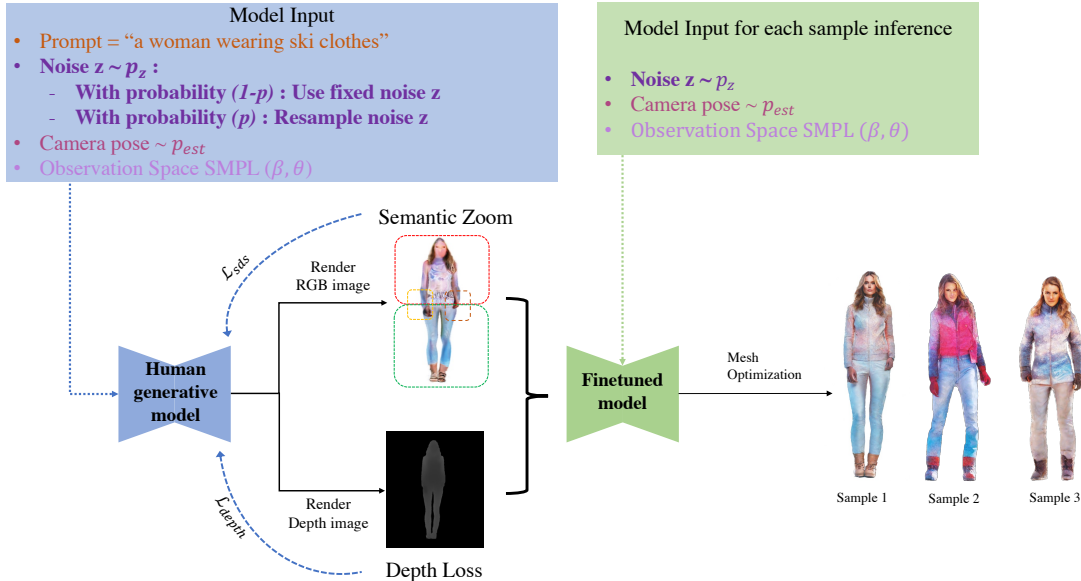 Model Input
• Prompt = “a woman wearing ski clothes”
• Noise z ~ p_z :
- With probability (1-p) : Use fixed noise z
- With probability (p) : Resample noise z
• Camera pose ~ p_est
• Observation Space SMPL (β, θ)
Model Input for each sample inference
• Noise z ~ p_z
• Camera pose ~ p_est
• Observation Space SMPL (β, θ)
Semantic Zoom
ℒ_sds
Render
RGB image
Human
generative
model
Finetuned
model
Mesh
Optimization
ℒ_depth
Render
Depth image
Depth Loss
Sample 1
Sample 2
Sample 3